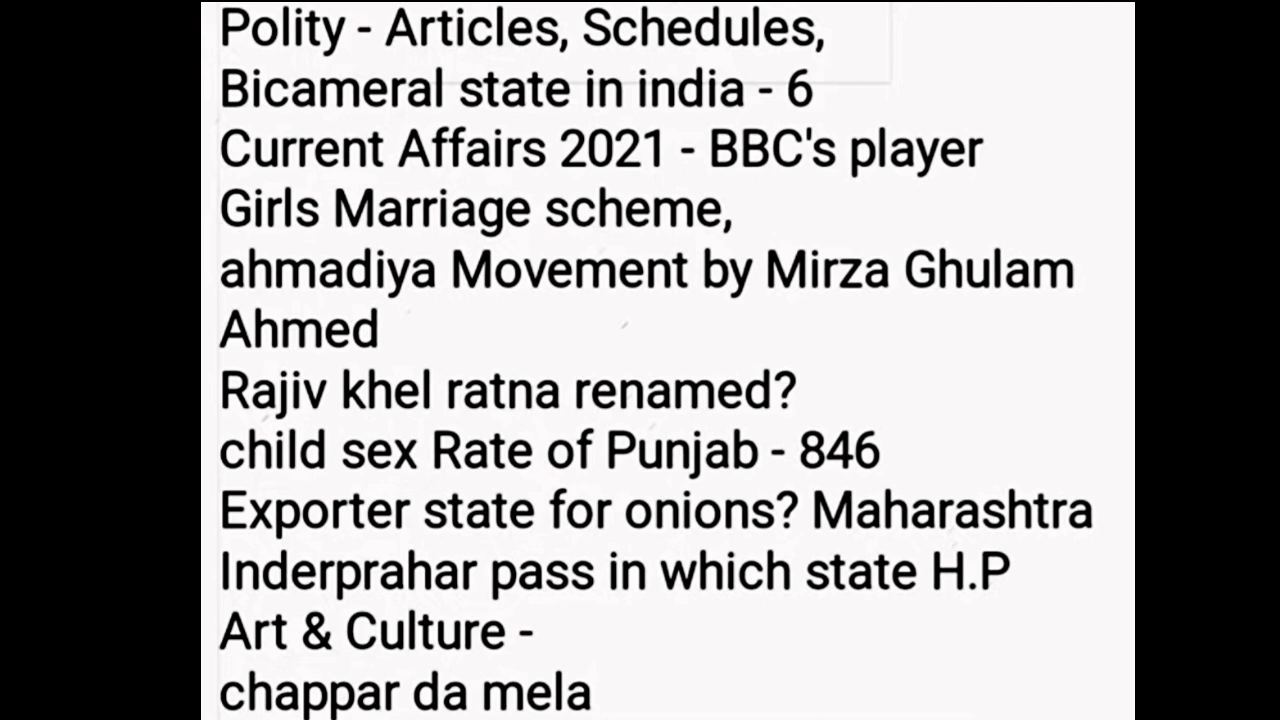 Polity - Articles, Schedules,
Bicameral state in india - 6
Current Affairs 2021 - BBC's player
Girls Marriage scheme,
ahmadiya Movement by Mirza Ghulam
Ahmed
Rajiv khel ratna renamed?
child sex Rate of Punjab - 846
Exporter state for onions? Maharashtra
Inderprahar pass in which state H.P
Art & Culture -
chappar da mela